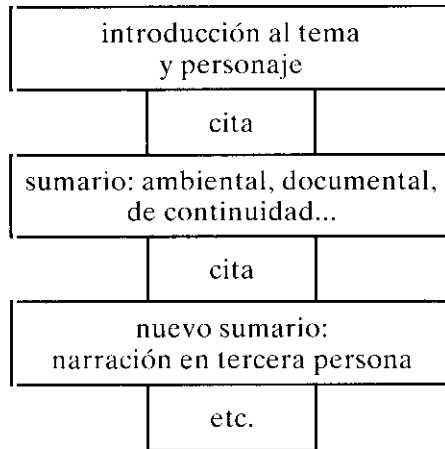 introducción al tema
y personaje
cita
sumario: ambiental, documental,
de continuidad...
cita
nuevo sumario:
narración en tercera persona
etc.